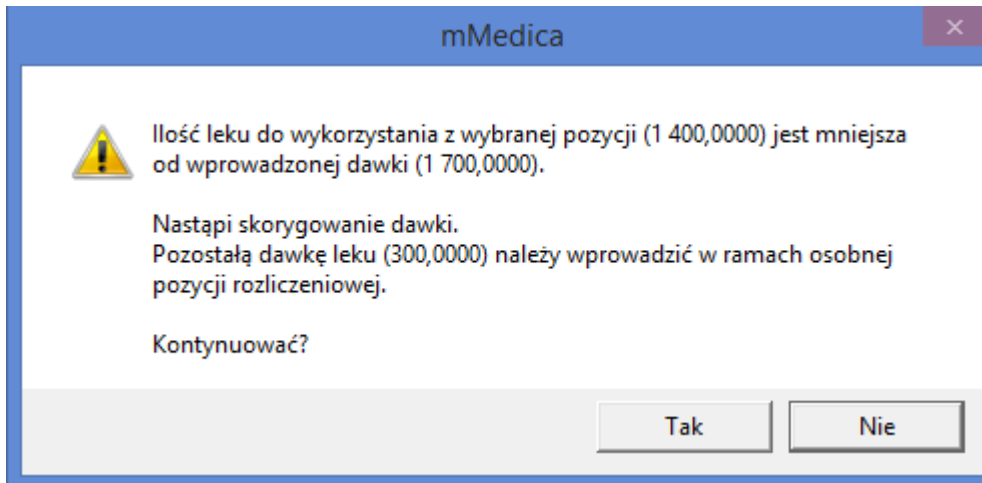 mMedica
Ilość leku do wykorzystania z wybranej pozycji (1 400,0000) jest mniejsza
od wprowadzonej dawki (1 700,0000).
Nastąpi skorygowanie dawki.
Pozostałą dawkę leku (300,0000) należy wprowadzić w ramach osobnej
pozycji rozliczeniowej.
Kontynuować?
Tak
Nie